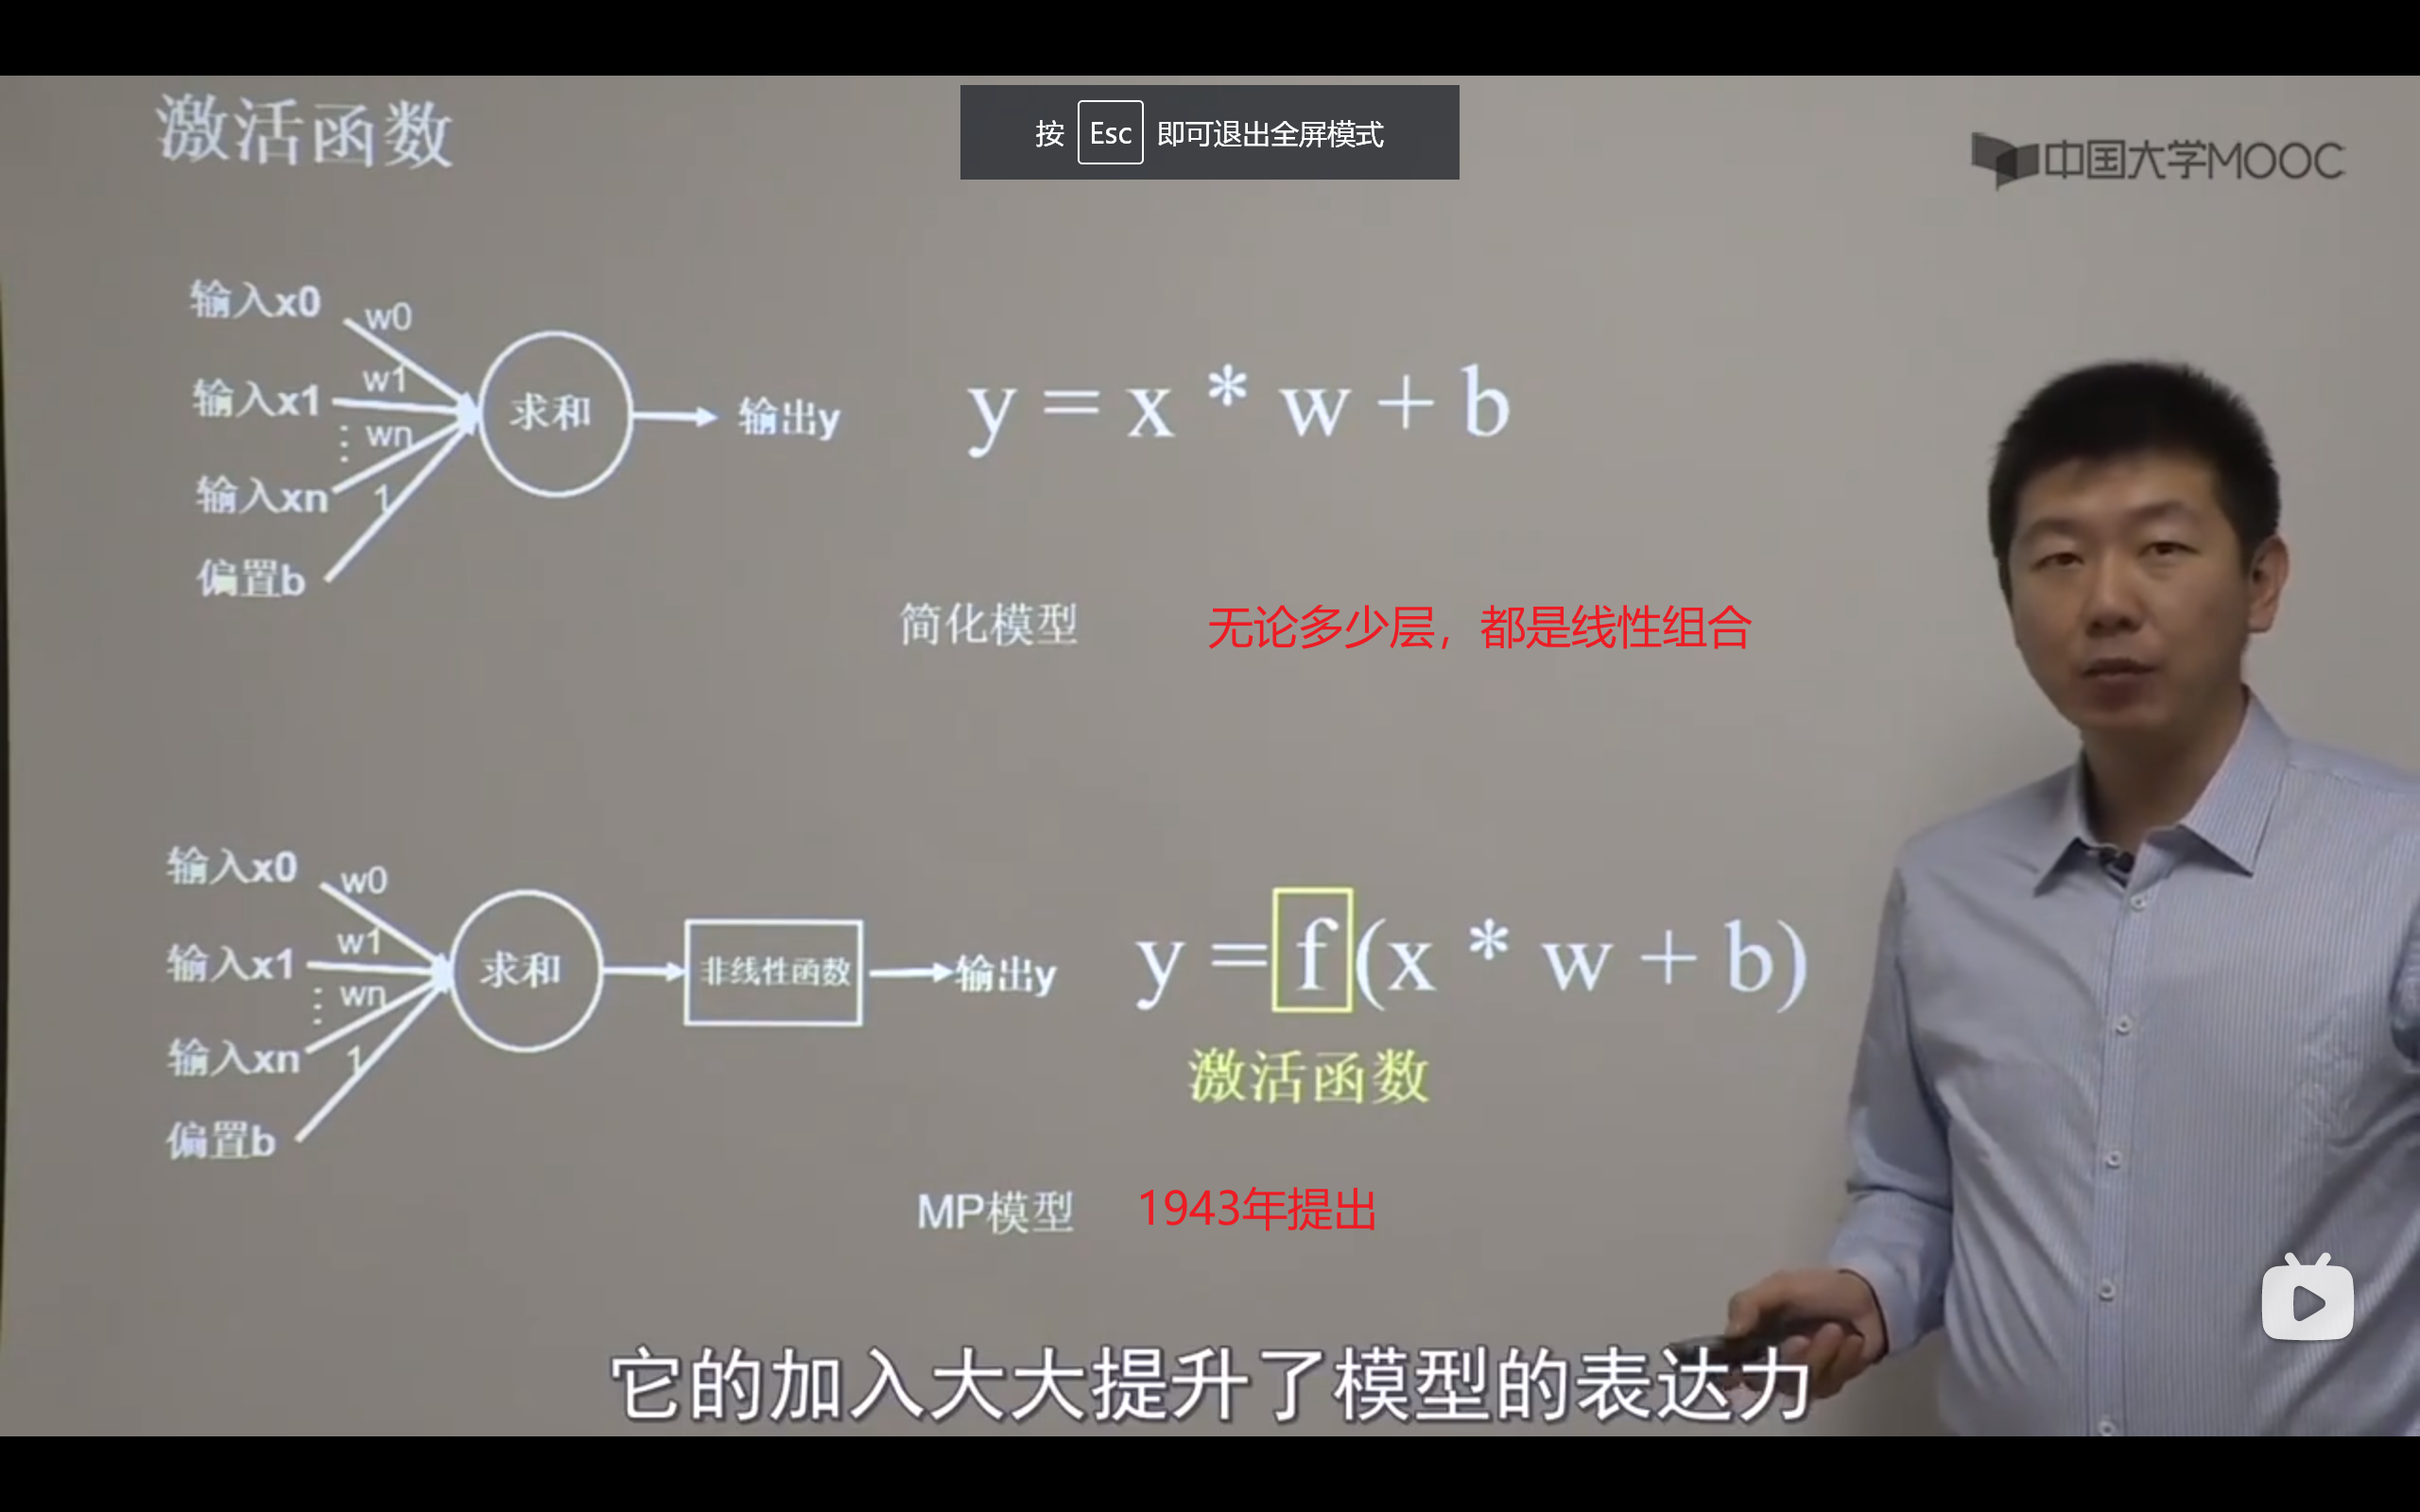 激活函数
按 Esc 即可退出全屏模式
中国大学MOOC
输入x0
w0
输入x1
w1
wn
输入xn
1
偏置b
求和
输出y
y = x * w + b
简化模型
无论多少层，都是线性组合
输入x0
w0
输入x1
w1
wn
输入xn
1
偏置b
求和
非线性函数
输出y
y = f (x * w + b)
激活函数
MP模型
1943年提出
它的加入大大提升了模型的表达力